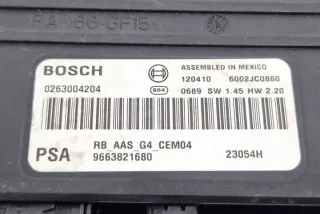 PA 66-GF15
BOSCH
ASSEMBLED IN MEXICO
120410 6002JC0860
0263004204
864
0689 SW 1.45 HW 2.20
PSA
RB_AAS_G4_CEM04
9663821680
23054H